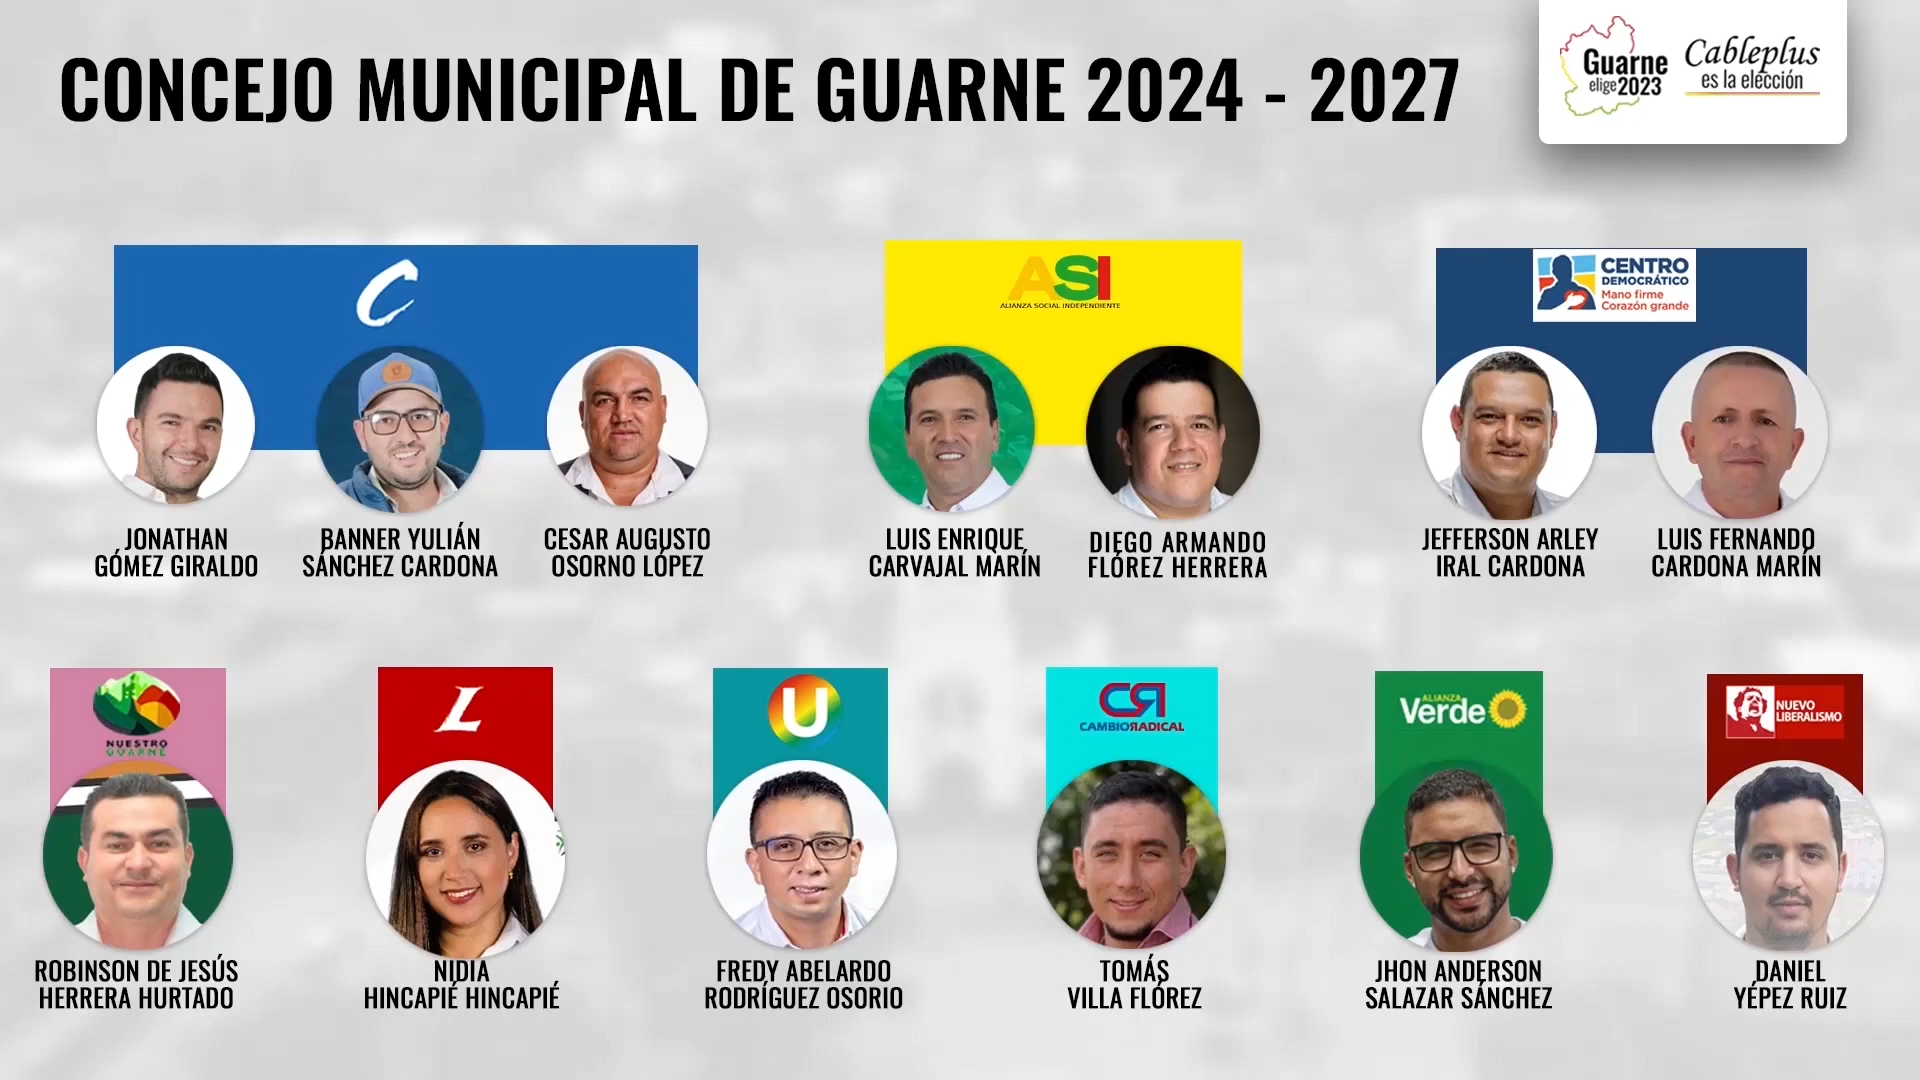 CONCEJO MUNICIPAL DE GUARNE 2024 - 2027
Guarne
elige 2023
Cableplus
es la elección
C
ASI
ALIANZA SOCIAL INDEPENDIENTE
CENTRO
DEMOCRÁTICO
Mano firme
Corazón grande
JONATHAN
GÓMEZ GIRALDO
BANNER YULIÁN
SÁNCHEZ CARDONA
CESAR AUGUSTO
OSORNO LÓPEZ
LUIS ENRIQUE
CARVAJAL MARÍN
DIEGO ARMANDO
FLÓREZ HERRERA
JEFFERSON ARLEY
IRAL CARDONA
LUIS FERNANDO
CARDONA MARÍN
NUESTRO
GUARNE
L
U
CR
CAMBIO RADICAL
ALIANZA
Verde
NUEVO
LIBERALISMO
ROBINSON DE JESÚS
HERRERA HURTADO
NIDIA
HINCAPIÉ HINCAPIÉ
FREDY ABELARDO
RODRÍGUEZ OSORIO
TOMÁS
VILLA FLÓREZ
JHON ANDERSON
SALAZAR SÁNCHEZ
DANIEL
YÉPEZ RUIZ